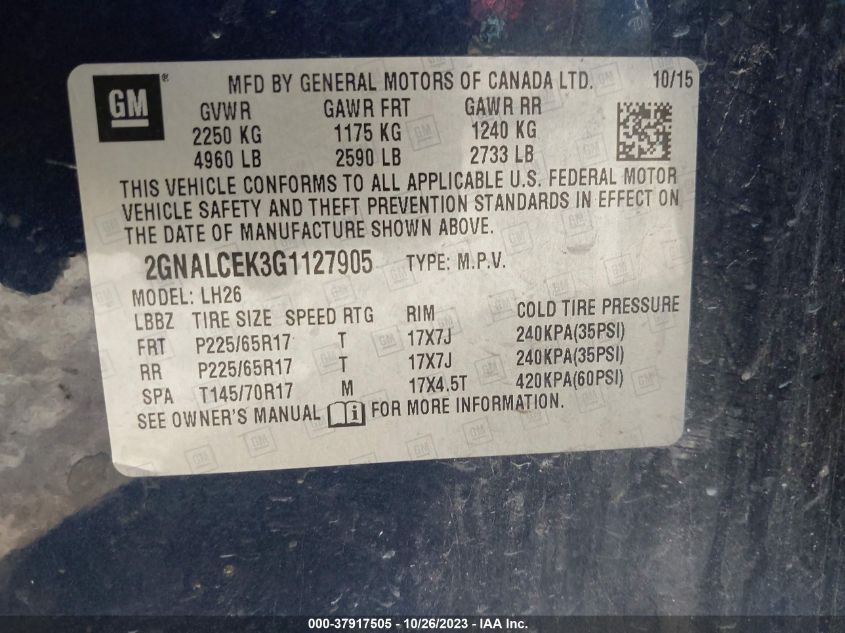 GM ® MFD BY GENERAL MOTORS OF CANADA LTD. 10/15
GVWR GAWR FRT GAWR RR
2250 KG 1175 KG 1240 KG
4960 LB 2590 LB 2733 LB
THIS VEHICLE CONFORMS TO ALL APPLICABLE U.S. FEDERAL MOTOR
VEHICLE SAFETY AND THEFT PREVENTION STANDARDS IN EFFECT ON
THE DATE OF MANUFACTURE SHOWN ABOVE.
2GNALCEK3G1127905 TYPE: M.P.V.
MODEL: LH26
LBBZ TIRE SIZE SPEED RTG RIM COLD TIRE PRESSURE
FRT P225/65R17 T 17X7J 240KPA(35PSI)
RR P225/65R17 T 17X7J 240KPA(35PSI)
SPA T145/70R17 M 17X4.5T 420KPA(60PSI)
SEE OWNER'S MANUAL i FOR MORE INFORMATION.
000-37917505 - 10/26/2023 - IAA Inc.